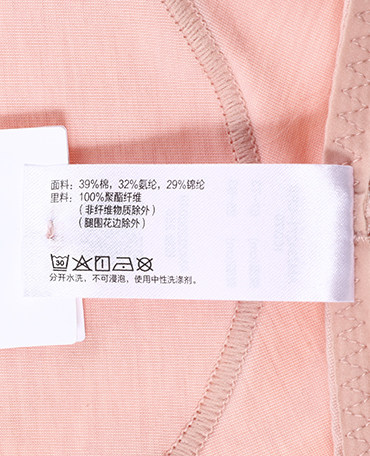 面料：39%棉，32%氨纶，29%锦纶
里料：100%聚酯纤维
（非纤维物质除外）
（腿围花边除外）
30
分开水洗，不可浸泡，使用中性洗涤剂。